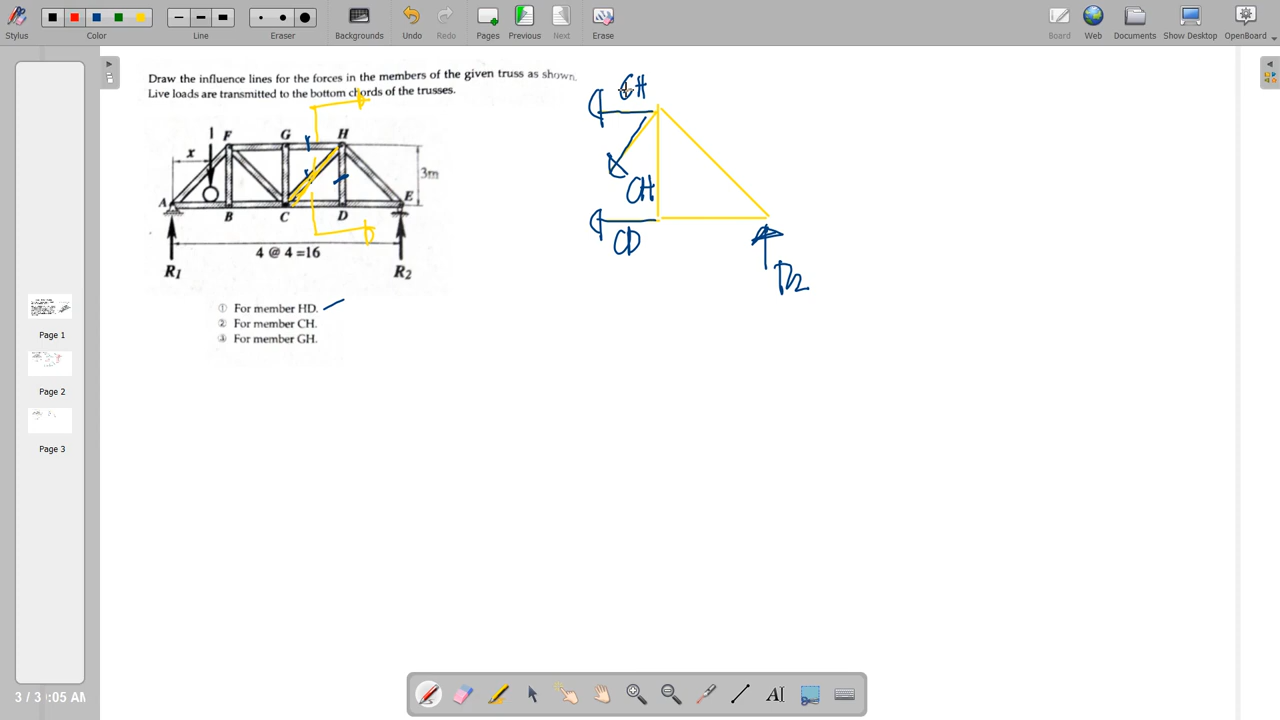 Stylus
Color
Line
Eraser
Backgrounds
Undo
Redo
Pages
Previous
Next
Erase
Board
Web
Documents
Show Desktop
OpenBoard
Draw the influence lines for the forces in the members of the given truss as shown.
Live loads are transmitted to the bottom chords of the trusses.
1 F G H
x
3m
A E
B C D
4 @ 4 =16
R1 R2
① For member HD.
② For member CH.
③ For member GH.
GH
CH
CD
R2
Page 1
Page 2
Page 3
3 / 3
:05 AM